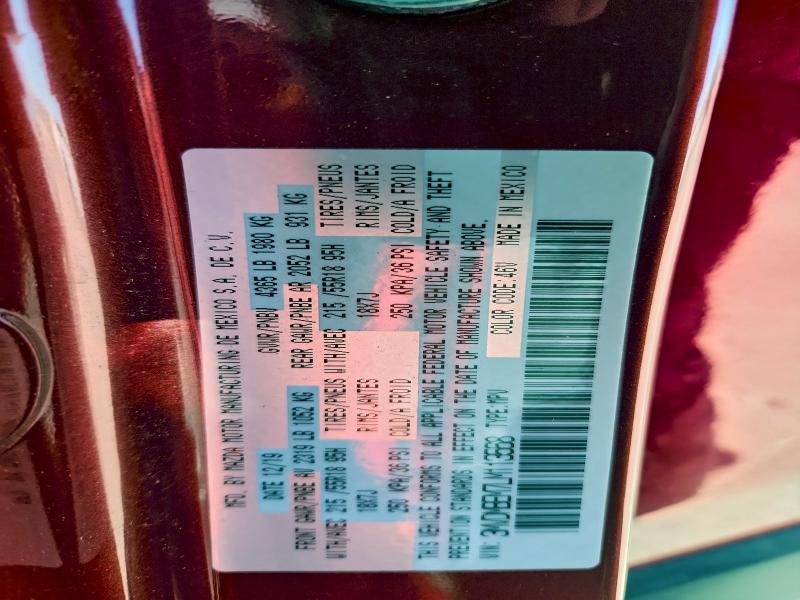 MFD. BY MAZDA MOTOR MANUFACTURING DE MEXICO S.A. DE C.V.
DATE 12/19 GVWR/PNBV 4365 LB 1980 KG
FRONT GAWR/PNBE AV 2319 LB 1052 KG REAR GAWR/PNBE AR 2052 LB 931 KG
WITH/AVEC 215 /55R18 95H TIRES/PNEUS WITH/AVEC 215 /55R18 95H TIRES/PNEUS
18X7J RIMS/JANTES 18X7J RIMS/JANTES
250 KPA/36 PSI COLD/A FROID 250 KPA/36 PSI COLD/A FROID
THIS VEHICLE CONFORMS TO ALL APPLICABLE FEDERAL MOTOR VEHICLE SAFETY AND THEFT
PREVENTION STANDARDS IN EFFECT ON THE DATE OF MANUFACTURE SHOWN ABOVE.
VIN: TYPE:MPV COLOR CODE:46V MADE IN MEXICO